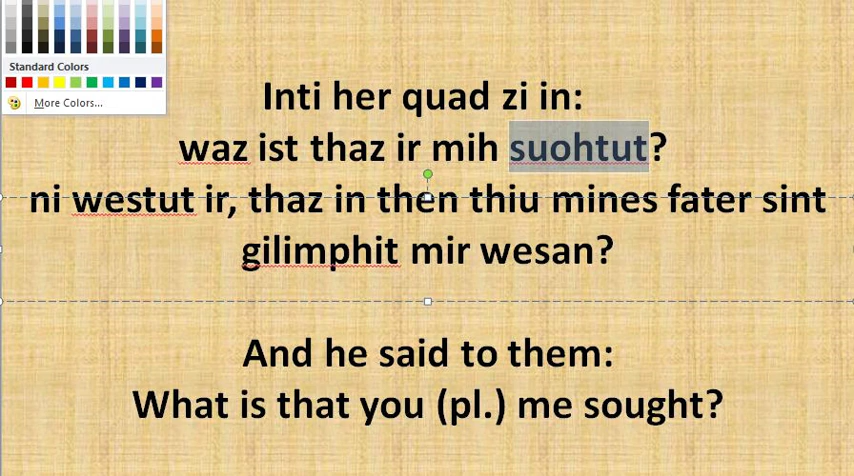 Standard Colors
More Colors...
Inti her quad zi in:
waz ist thaz ir mih suohtut?
ni westut ir, thaz in then thiu mines fater sint
gilimphit mir wesan?
And he said to them:
What is that you (pl.) me sought?